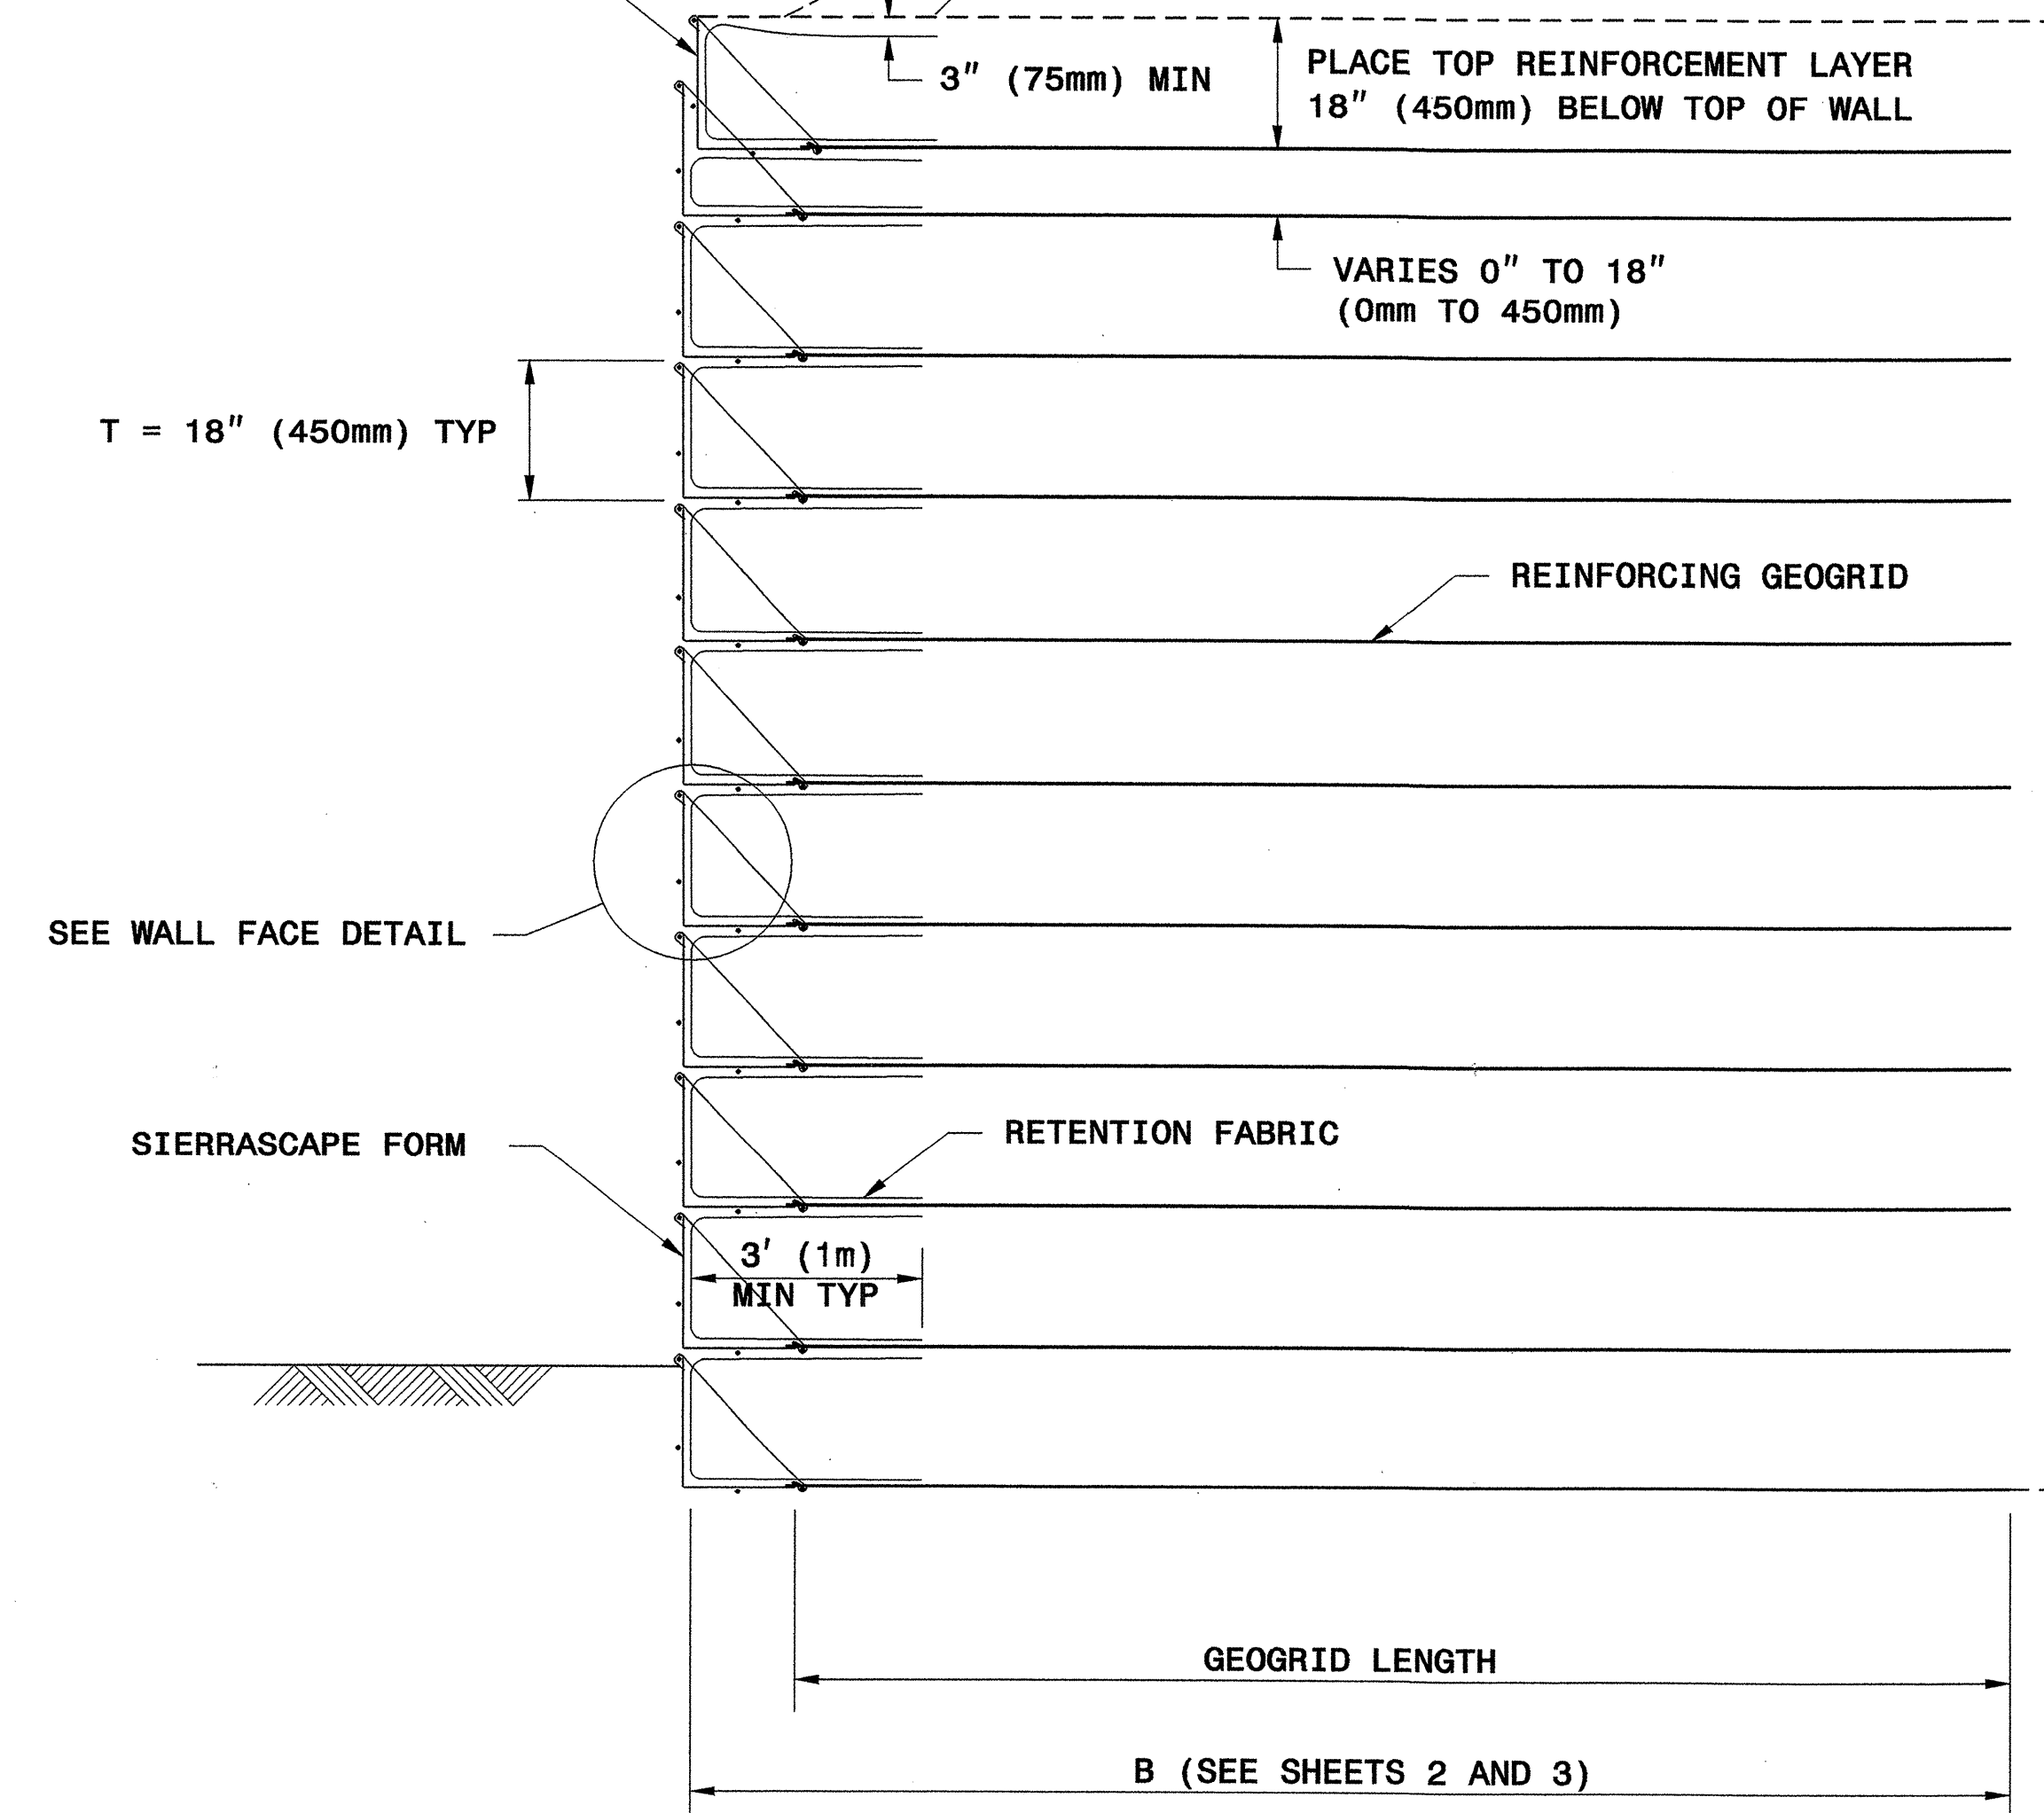 3" (75mm) MIN
PLACE TOP REINFORCEMENT LAYER
18" (450mm) BELOW TOP OF WALL
VARIES 0" TO 18"
(0mm TO 450mm)
T = 18" (450mm) TYP
REINFORCING GEOGRID
SEE WALL FACE DETAIL
SIERRASCAPE FORM
RETENTION FABRIC
3' (1m)
MIN TYP
GEOGRID LENGTH
B (SEE SHEETS 2 AND 3)